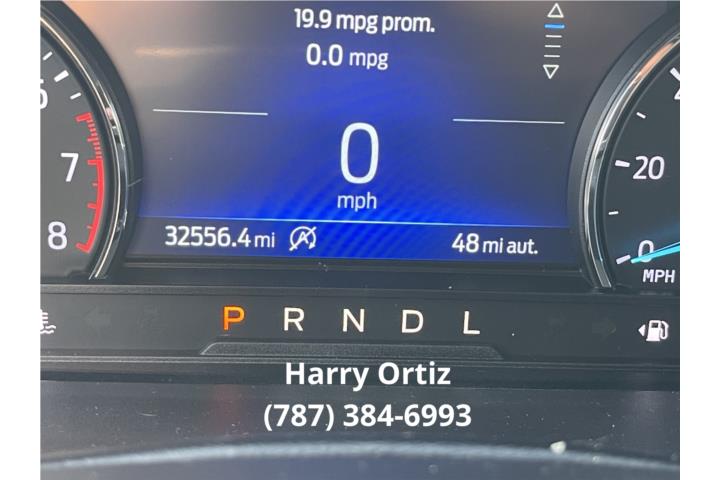 19.9 mpg prom.
0.0 mpg
6
7
8
0
mph
20
0
MPH
32556.4 mi
48 mi aut.
P R N D L
Harry Ortiz
(787) 384-6993